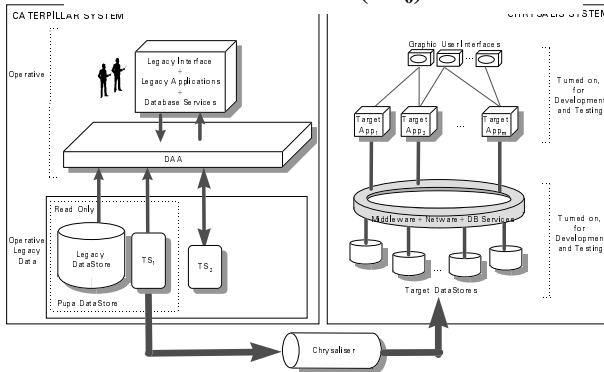 CATERPILLAR SYSTEM
CHRYSALIS SYSTEM
Operative
Legacy Interface
+
Legacy Applications
+
Database Services
DAA
Operative
Legacy
Data
Read Only
Legacy
DataStore
TS1
TS2
Pupa DataStore
Graphic User Interfaces
...
Target
App1
Target
App2
...
Target
Appm
Turned on,
for
Development
and Testing
Middleware + Netware + DB Services
Turned on,
for
Development
and Testing
...
Target DataStores
Chrysaliser